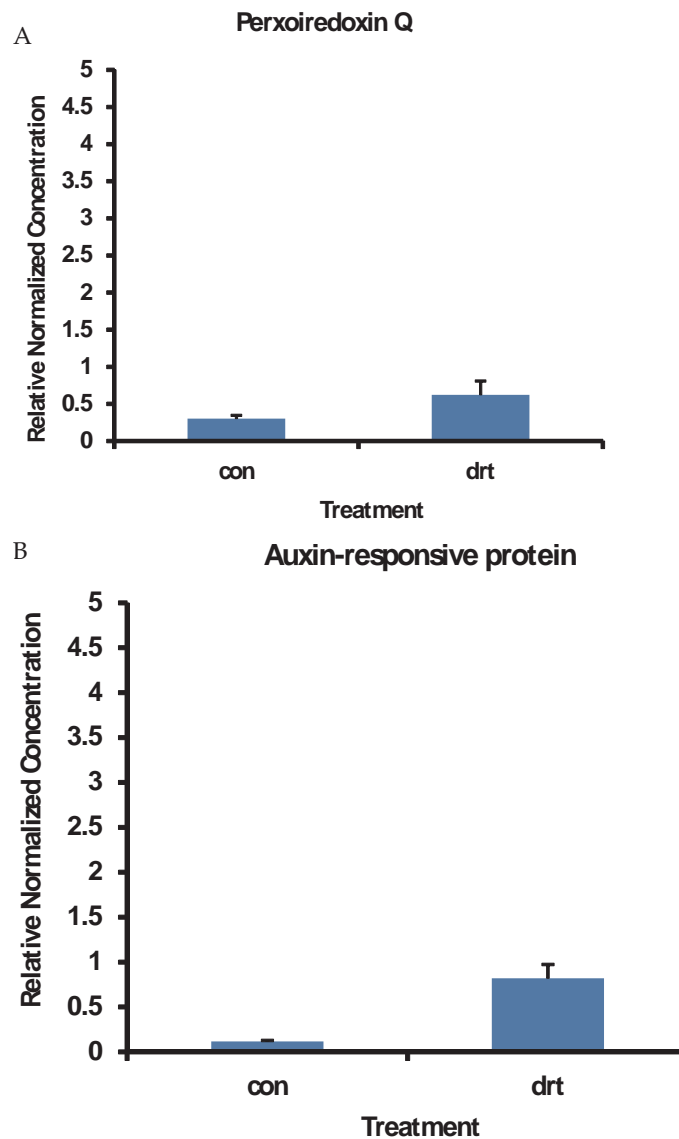 A
Perxoiredoxin Q
Relative Normalized Concentration
5
4.5
4
3.5
3
2.5
2
1.5
1
0.5
0
con drt
Treatment
B
Auxin-responsive protein
Relative Normalized Concentration
5
4.5
4
3.5
3
2.5
2
1.5
1
0.5
0
con drt
Treatment